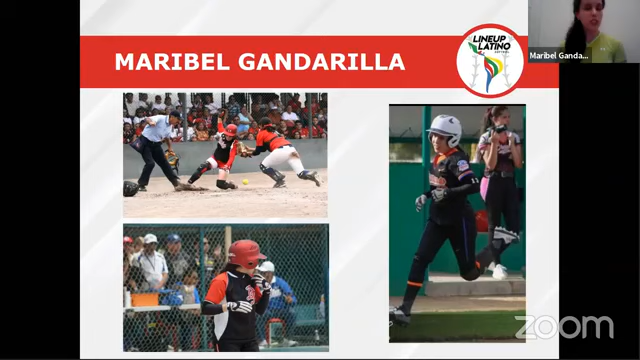 MARIBEL GANDARILLA
LINEUP
LATINO
Maribel Ganda...
zoom